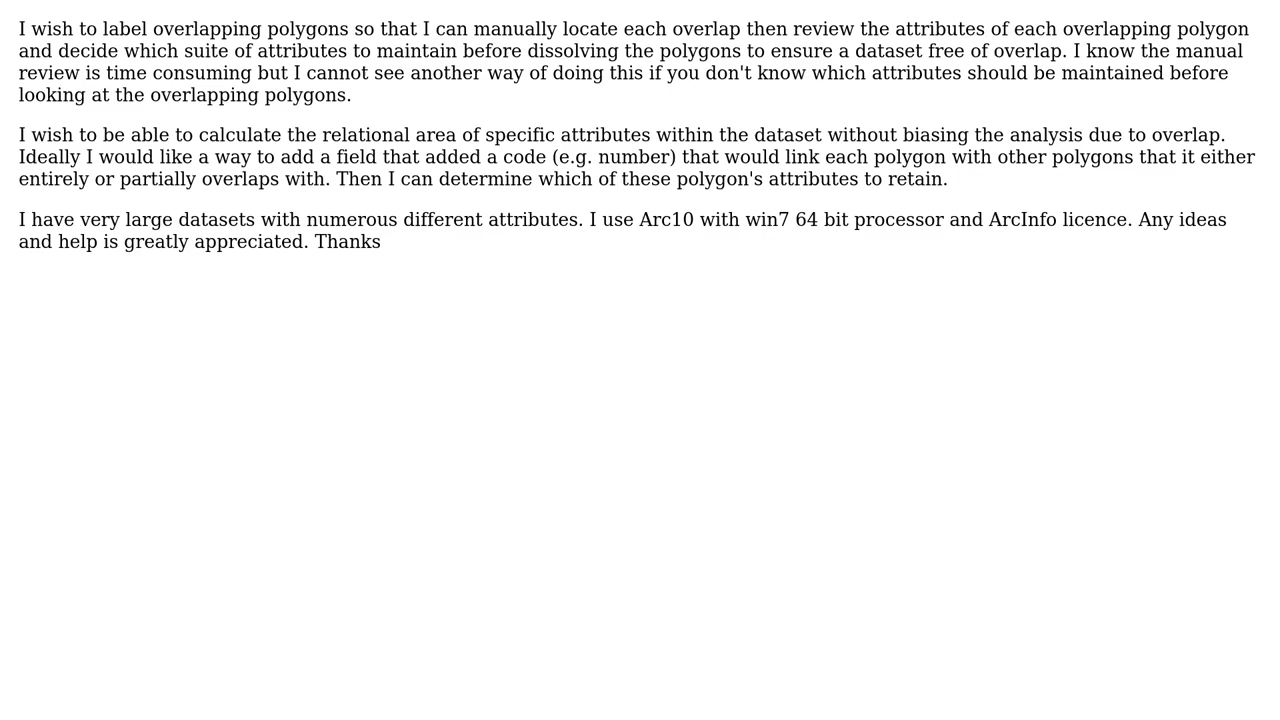 I wish to label overlapping polygons so that I can manually locate each overlap then review the attributes of each overlapping polygon
and decide which suite of attributes to maintain before dissolving the polygons to ensure a dataset free of overlap. I know the manual
review is time consuming but I cannot see another way of doing this if you don't know which attributes should be maintained before
looking at the overlapping polygons.
I wish to be able to calculate the relational area of specific attributes within the dataset without biasing the analysis due to overlap.
Ideally I would like a way to add a field that added a code (e.g. number) that would link each polygon with other polygons that it either
entirely or partially overlaps with. Then I can determine which of these polygon's attributes to retain.
I have very large datasets with numerous different attributes. I use Arc10 with win7 64 bit processor and ArcInfo licence. Any ideas
and help is greatly appreciated. Thanks